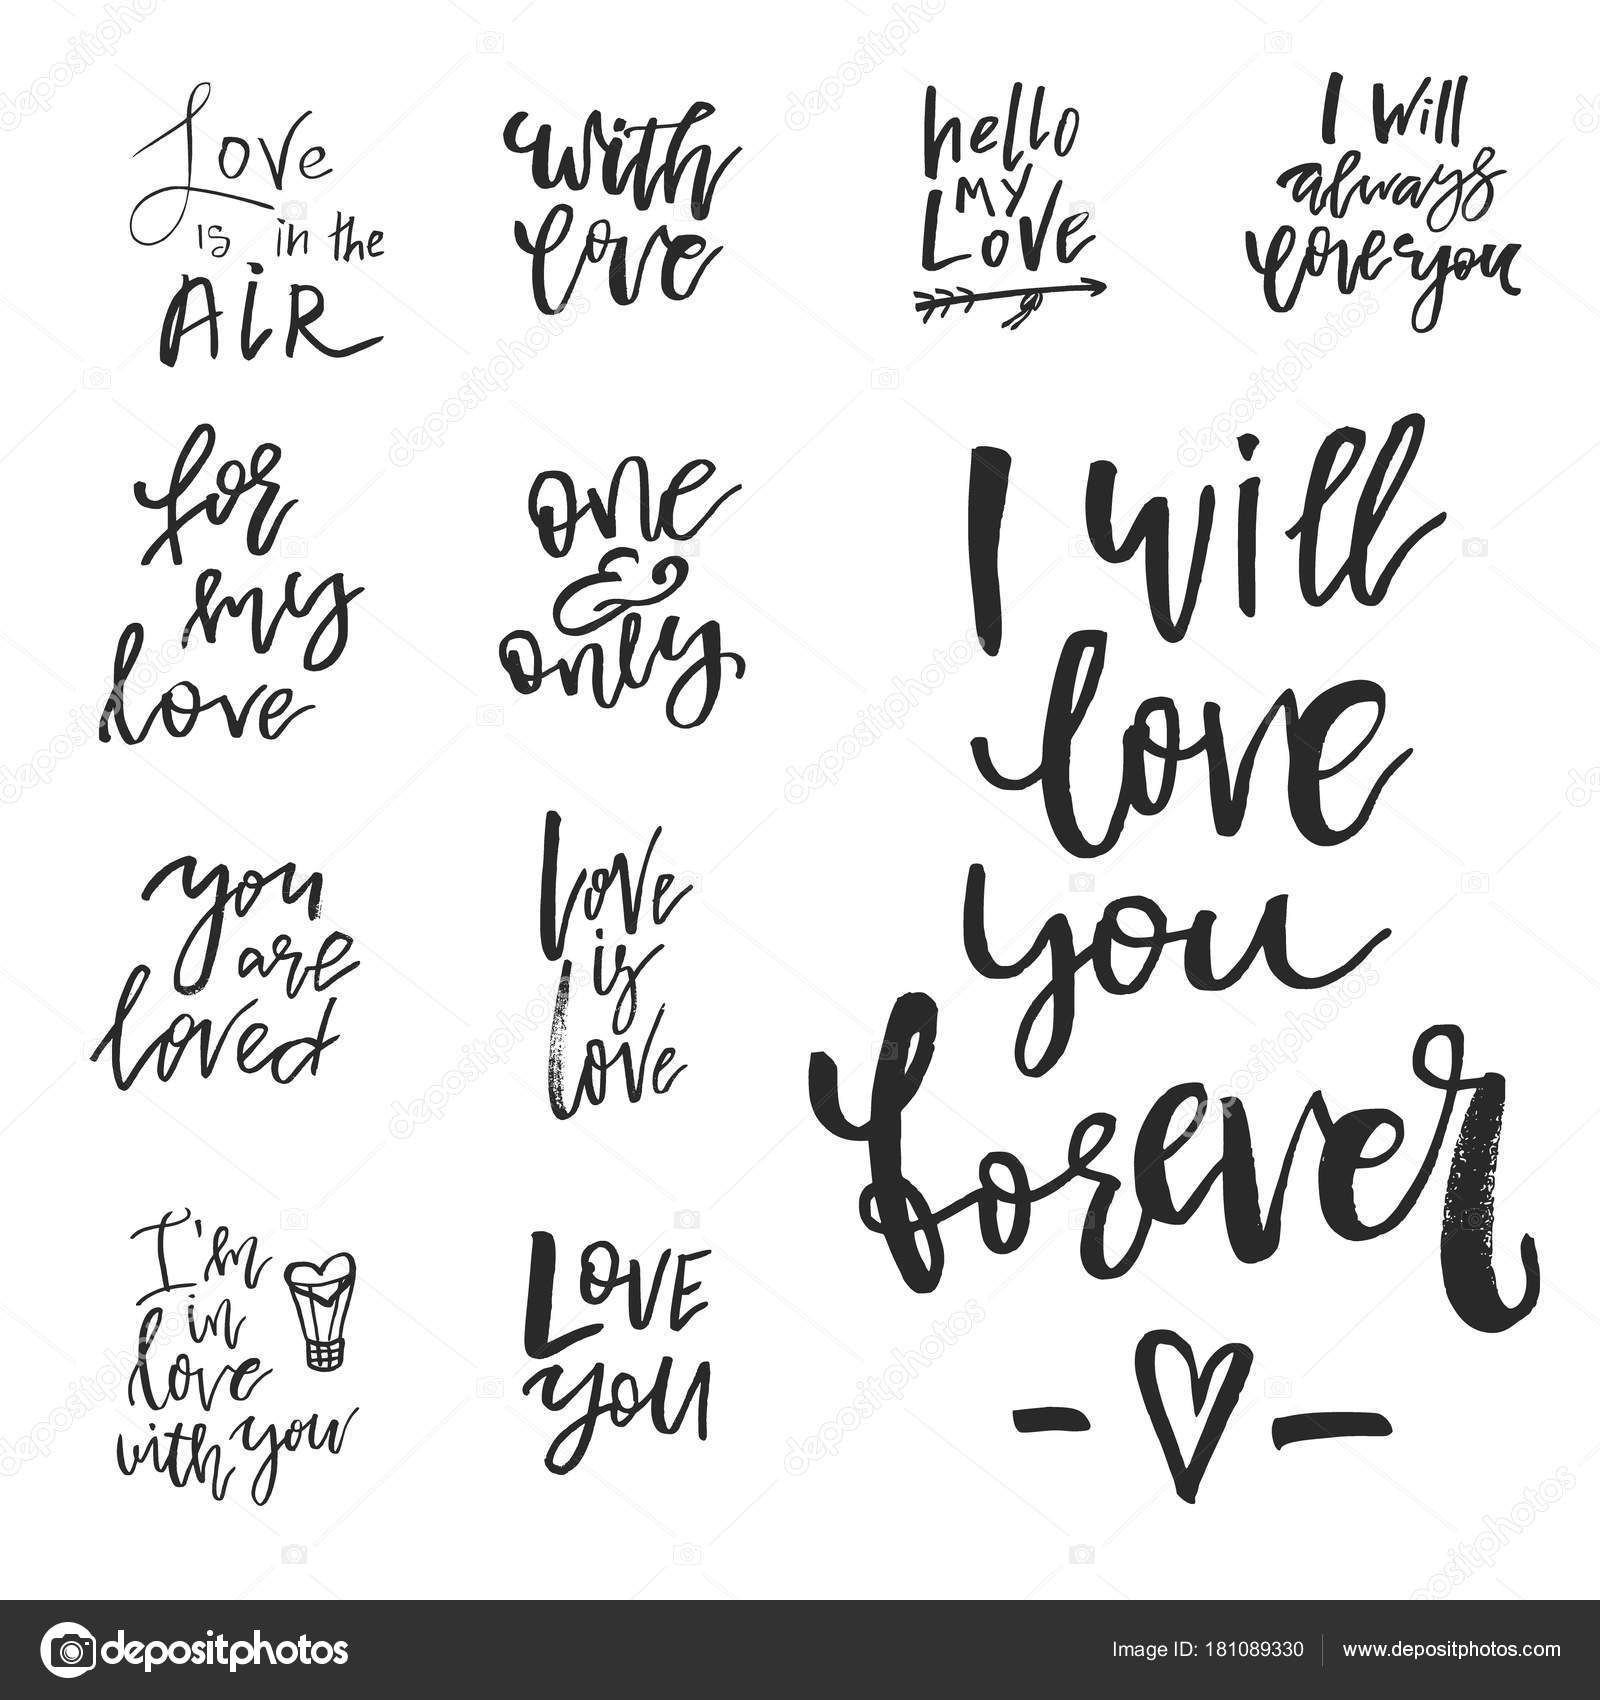 Love
is in the
AiR
with
love
hello
MY
Love
I will
always
love you
for
my
love
one
&
only
I will
love
you
forever
you
are
loved
Love
is
love
I'm
in
love
with you
LOVE
you
depositphotos
Image ID: 181089330
www.depositphotos.com